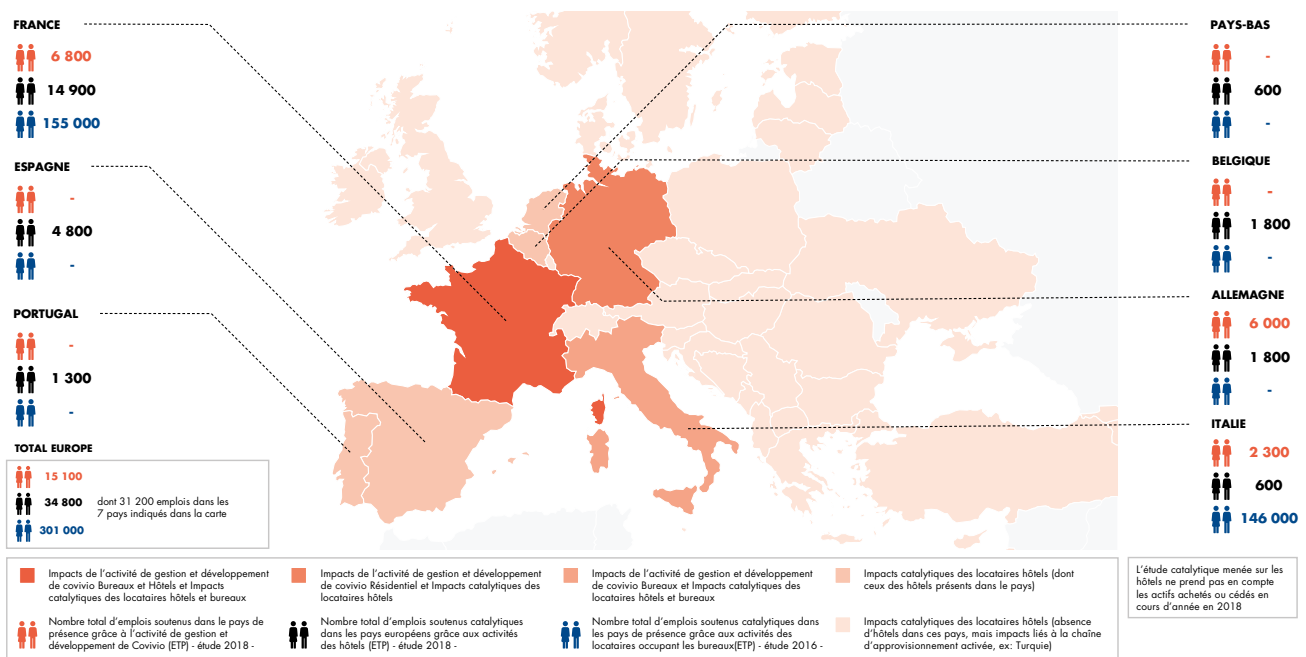 FRANCE
6 800
14 900
155 000
ESPAGNE
-
4 800
-
PORTUGAL
-
1 300
-
TOTAL EUROPE
15 100
34 800
dont 31 200 emplois dans les
7 pays indiqués dans la carte
301 000
PAYS-BAS
-
600
-
BELGIQUE
-
1 800
-
ALLEMAGNE
6 000
1 800
-
ITALIE
2 300
600
146 000
Impacts de l’activité de gestion et développement
de covivio Bureaux et Hôtels et Impacts
catalytiques des locataires hôtels et bureaux
Impacts de l’activité de gestion et développement
de covivio Résidentiel et Impacts catalytiques des
locataires hôtels
Impacts de l’activité de gestion et développement
de covivio Bureaux et Impacts catalytiques des
locataires hôtels et bureaux
Impacts catalytiques des locataires hôtels (dont
ceux des hôtels présents dans le pays)
Nombre total d’emplois soutenus dans le pays de
présence grâce à l’activité de gestion et
développement de Covivio (ETP) - étude 2018 -
Nombre total d’emplois soutenus catalytiques
dans les pays européens grâce aux activités
des hôtels (ETP) - étude 2018 -
Nombre total d’emplois soutenus catalytiques dans
les pays de présence grâce aux activités des
locataires occupant les bureaux(ETP) - étude 2016 -
Impacts catalytiques des locataires hôtels (absence
d’hôtels dans ces pays, mais impacts liés à la chaîne
d’approvisionnement activée, ex: Turquie)
L’étude catalytique menée sur les
hôtels ne prend pas en compte
les actifs achetés ou cédés en
cours d’année en 2018